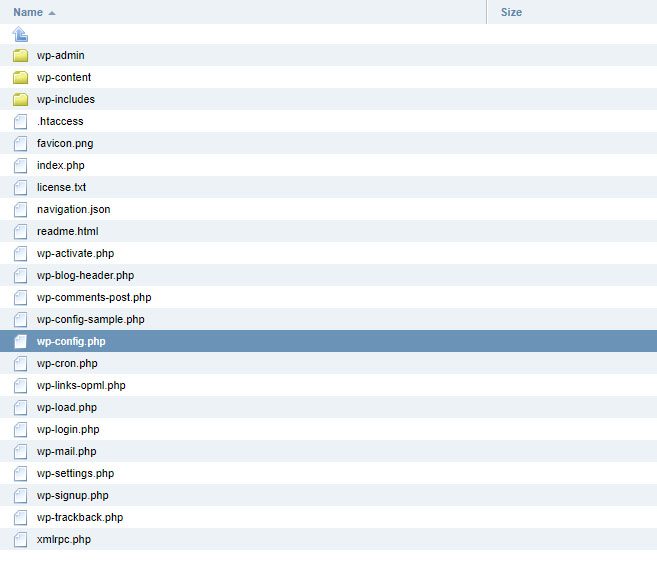 Name Size
wp-admin
wp-content
wp-includes
.htaccess
favicon.png
index.php
license.txt
navigation.json
readme.html
wp-activate.php
wp-blog-header.php
wp-comments-post.php
wp-config-sample.php
wp-config.php
wp-cron.php
wp-links-opml.php
wp-load.php
wp-login.php
wp-mail.php
wp-settings.php
wp-signup.php
wp-trackback.php
xmlrpc.php